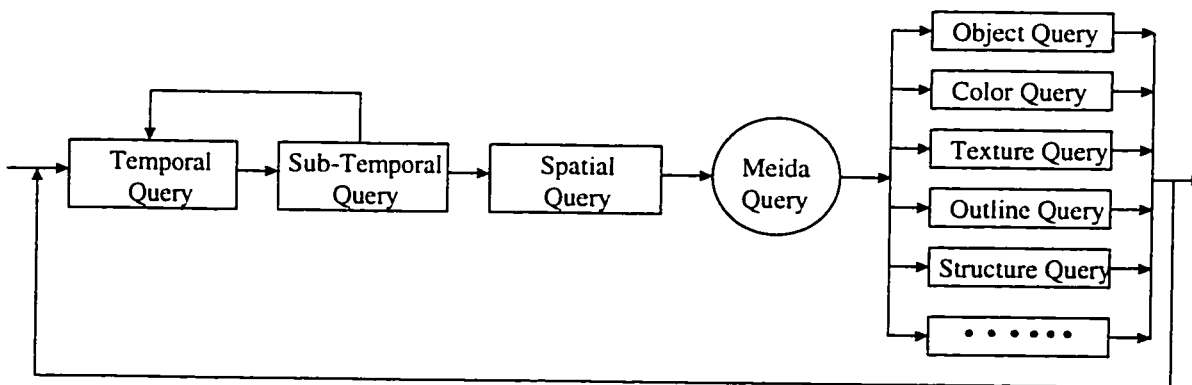 Object Query
Color Query
Temporal
Query
Sub-Temporal
Query
Spatial
Query
Meida
Query
Texture Query
Outline Query
Structure Query
• • • • • •